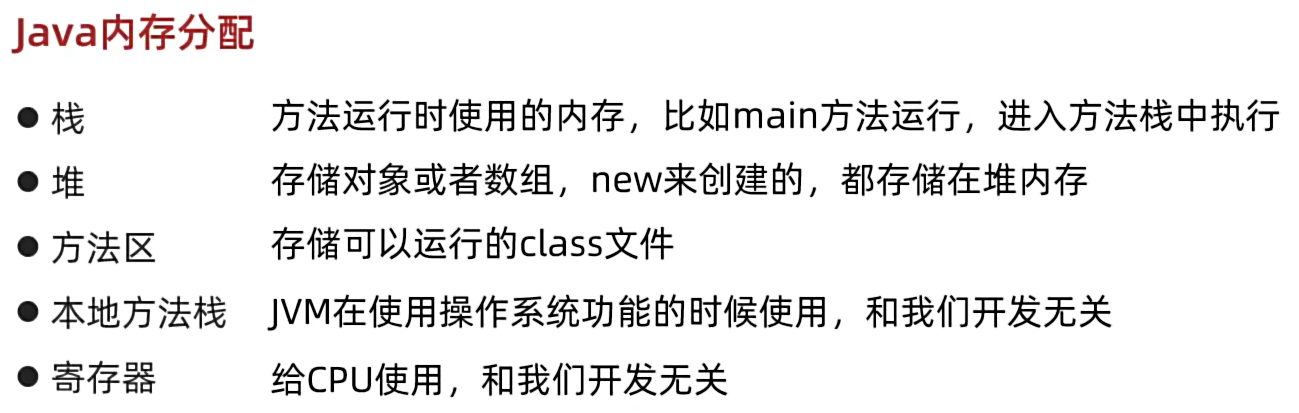 Java内存分配
● 栈 方法运行时使用的内存，比如main方法运行，进入方法栈中执行
● 堆 存储对象或者数组，new来创建的，都存储在堆内存
● 方法区 存储可以运行的class文件
● 本地方法栈 JVM在使用操作系统功能的时候使用，和我们开发无关
● 寄存器 给CPU使用，和我们开发无关